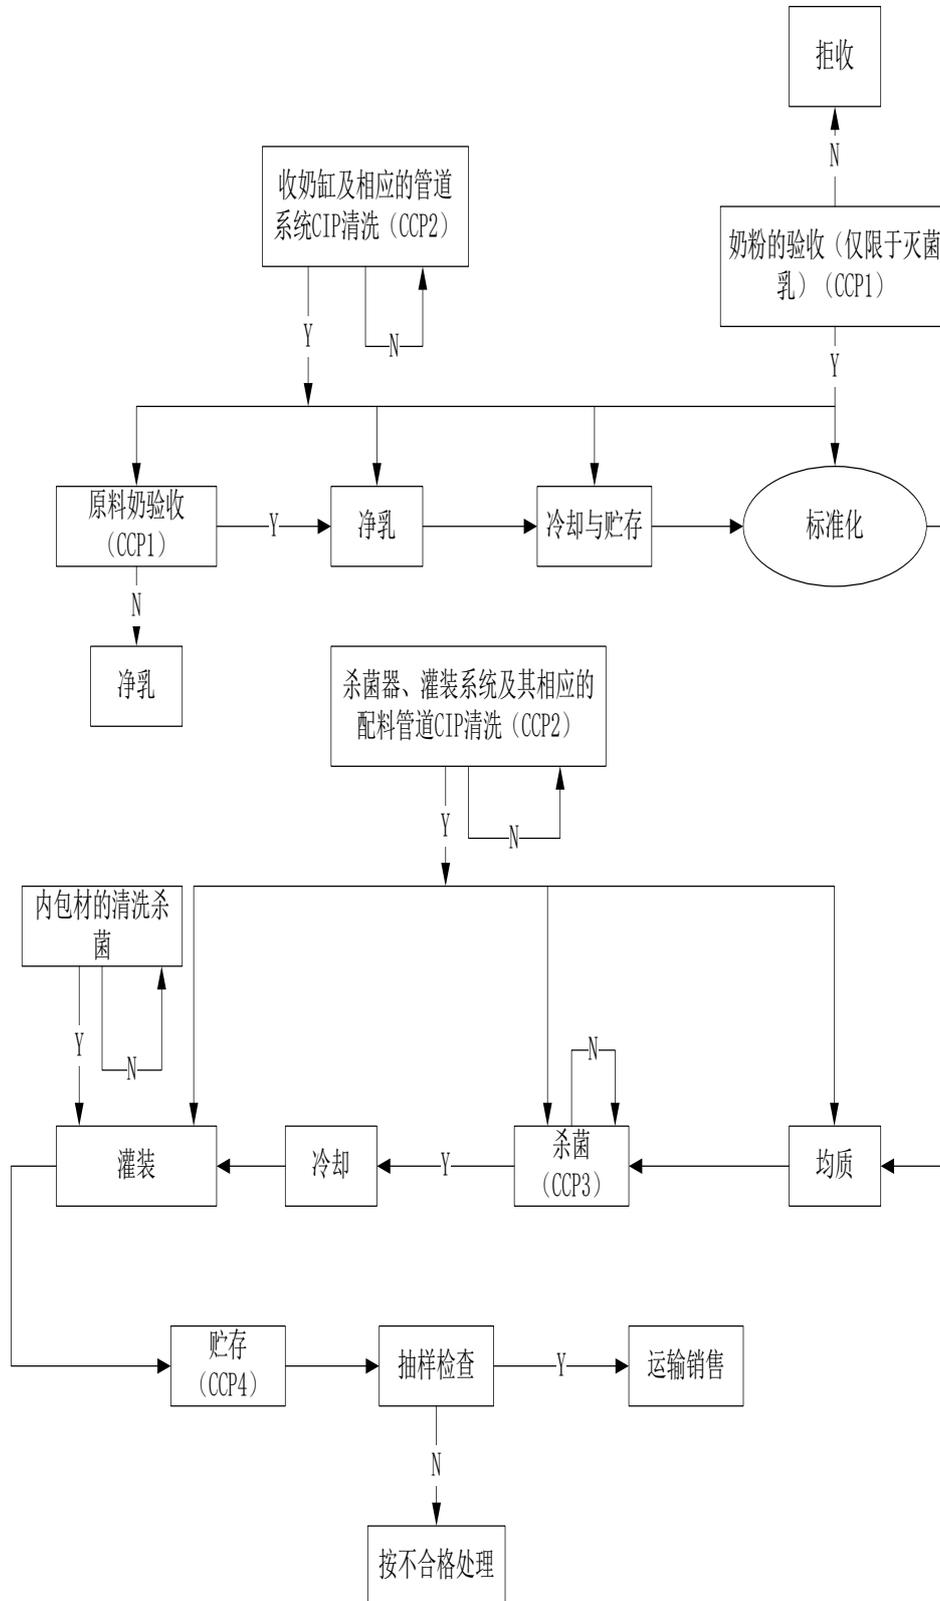 拒收
N
收奶缸及相应的管道
系统CIP清洗（CCP2）
奶粉的验收（仅限于灭菌
乳）（CCP1）
Y
N
Y
原料奶验收
（CCP1）
Y
净乳
冷却与贮存
标准化
N
净乳
杀菌器、灌装系统及其相应的
配料管道CIP清洗（CCP2）
Y
N
内包材的清洗杀
菌
Y
N
N
灌装
冷却
Y
杀菌
（CCP3）
均质
贮存
（CCP4）
抽样检查
Y
运输销售
N
按不合格处理